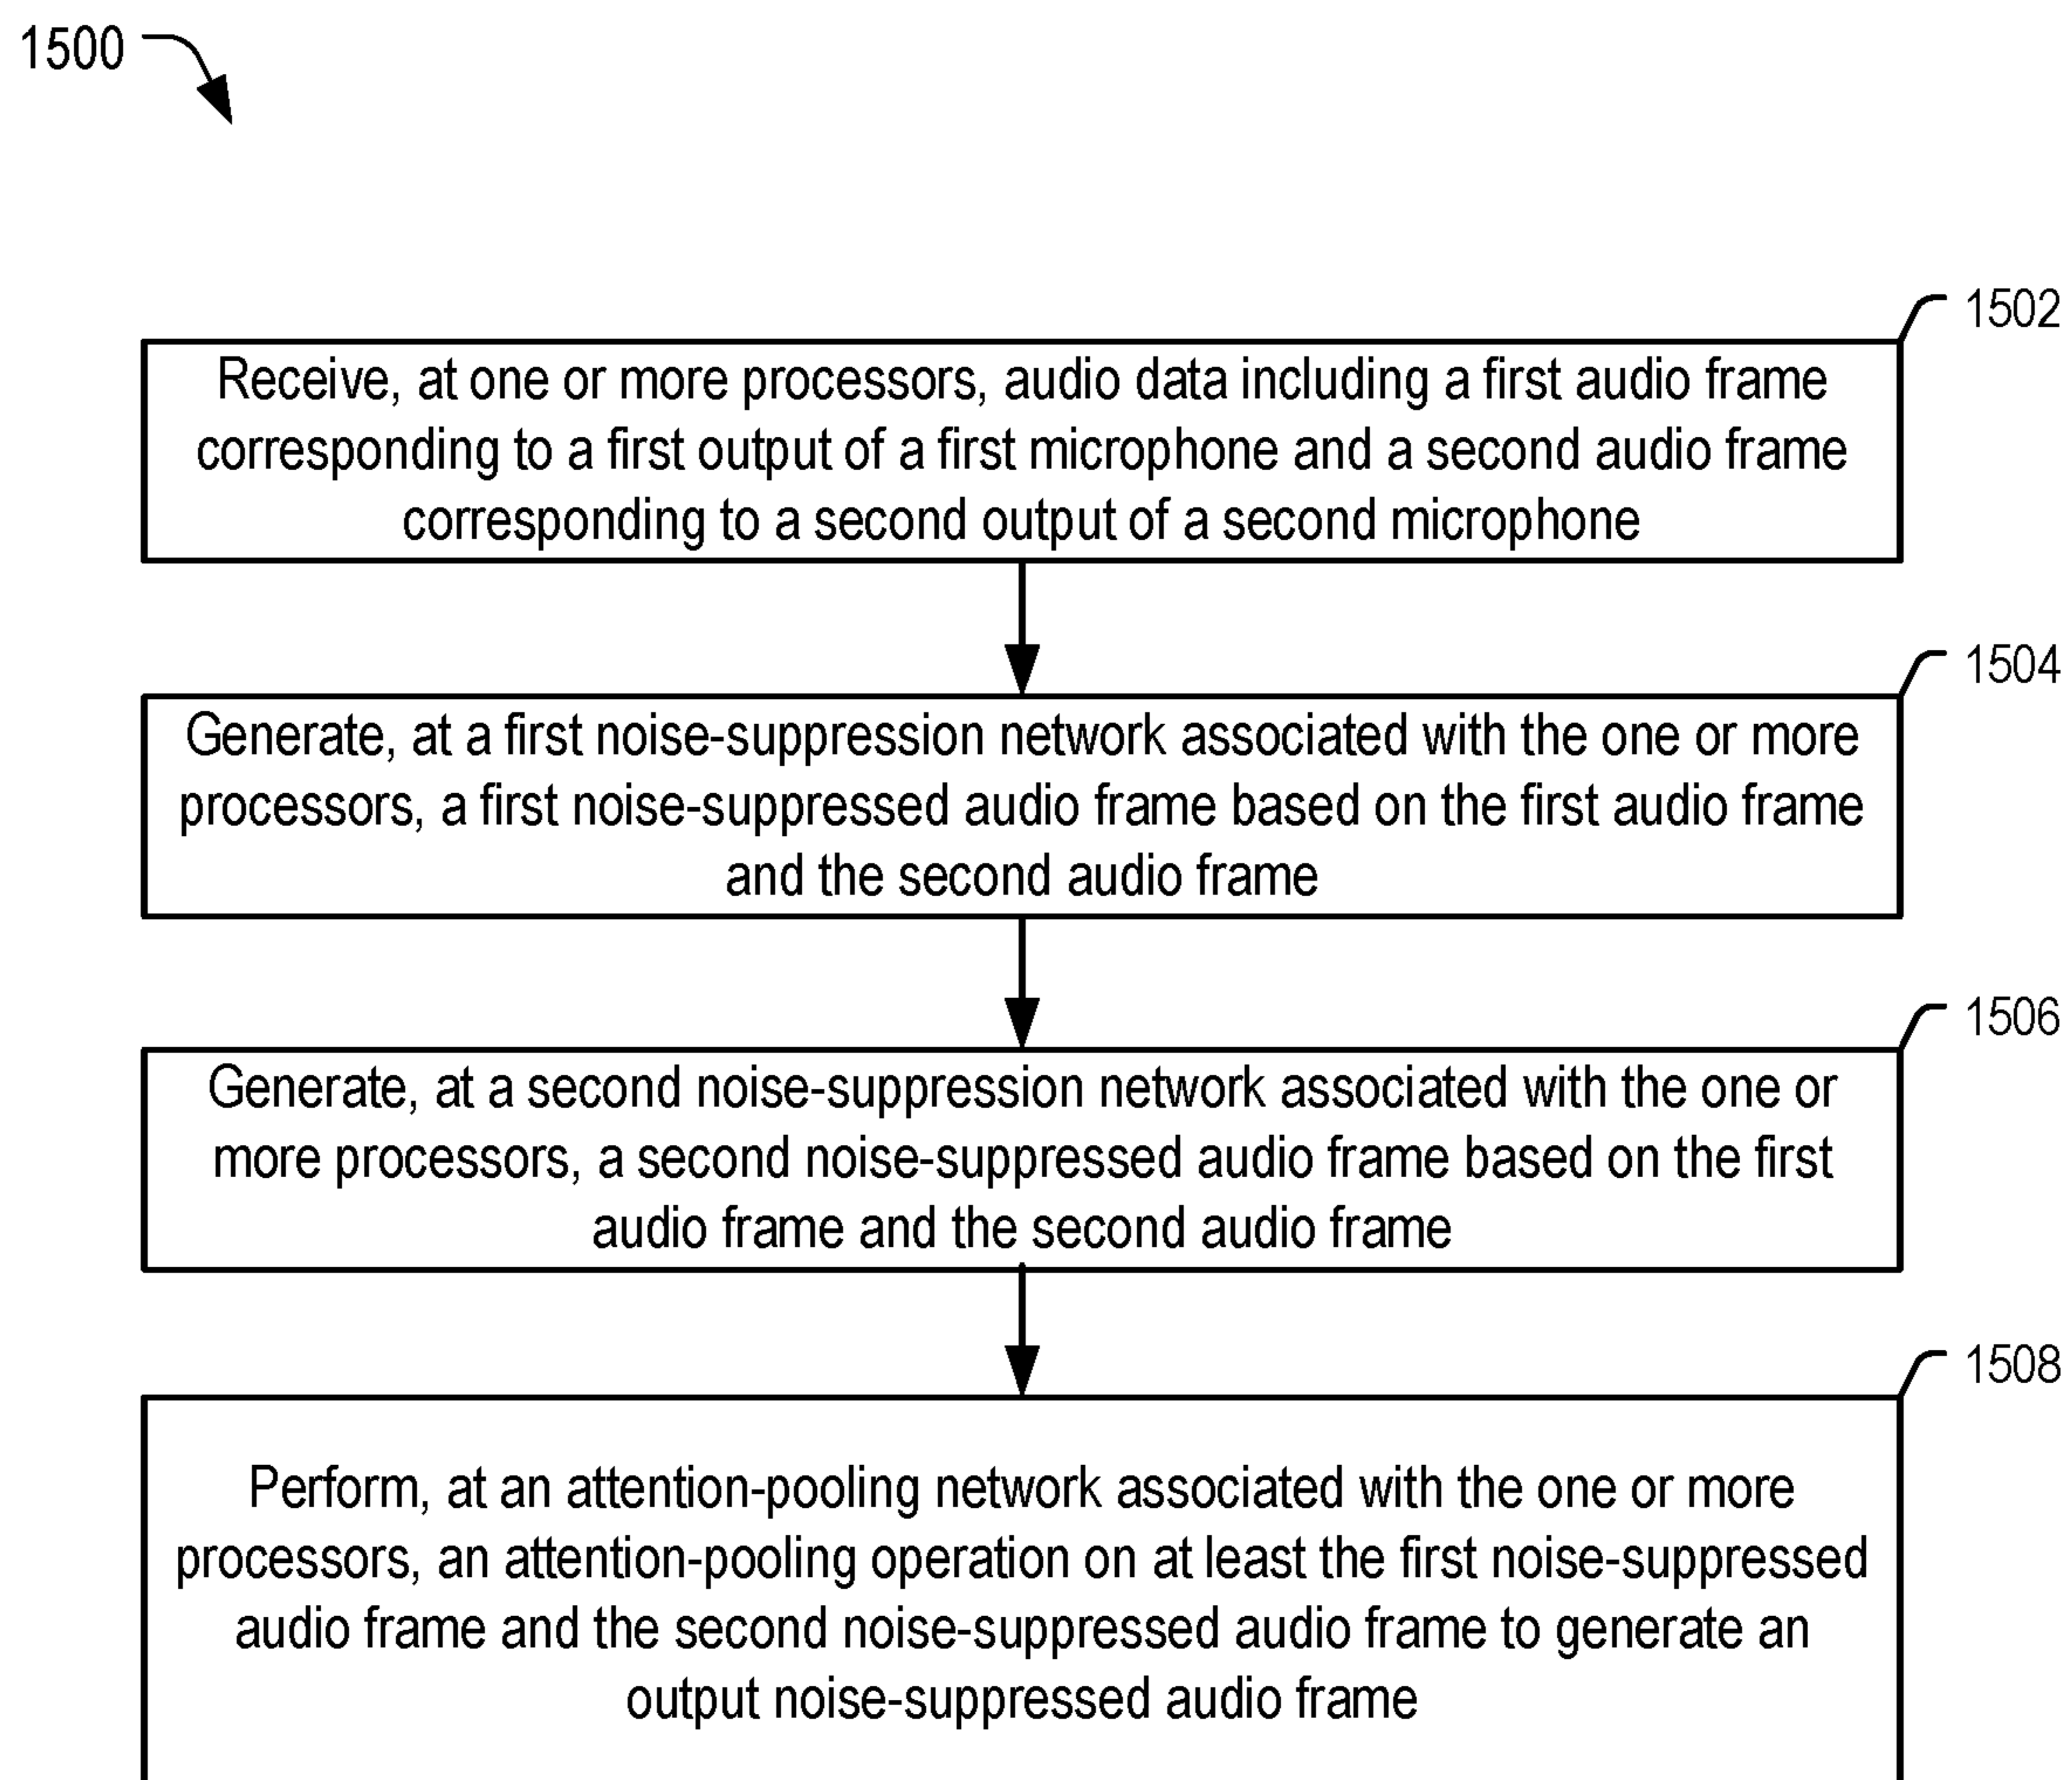 1500
1502
Receive, at one or more processors, audio data including a first audio frame
corresponding to a first output of a first microphone and a second audio frame
corresponding to a second output of a second microphone
1504
Generate, at a first noise-suppression network associated with the one or more
processors, a first noise-suppressed audio frame based on the first audio frame
and the second audio frame
1506
Generate, at a second noise-suppression network associated with the one or
more processors, a second noise-suppressed audio frame based on the first
audio frame and the second audio frame
1508
Perform, at an attention-pooling network associated with the one or more
processors, an attention-pooling operation on at least the first noise-suppressed
audio frame and the second noise-suppressed audio frame to generate an
output noise-suppressed audio frame